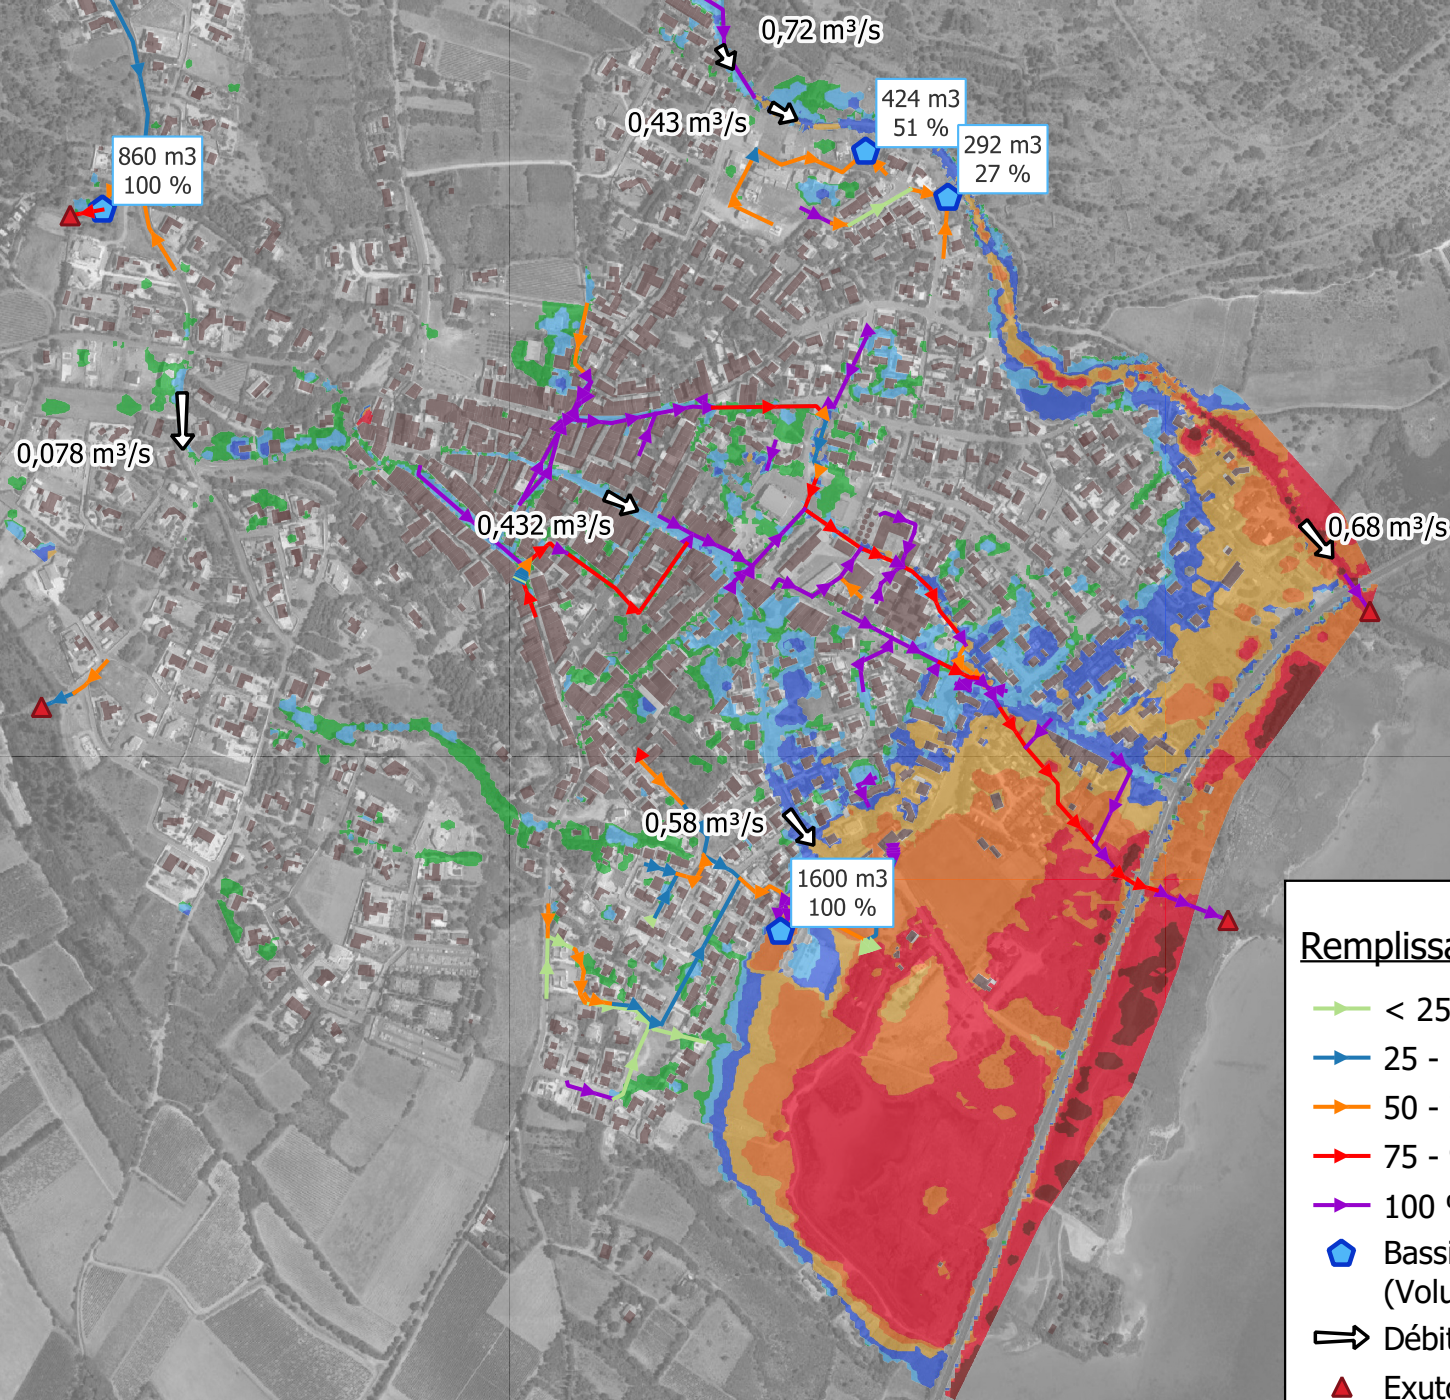 0,72 m³/s
424 m3
51 %
0,43 m³/s
292 m3
27 %
860 m3
100 %
0,078 m³/s
0,432 m³/s
0,68 m³/s
0,58 m³/s
1600 m3
100 %
Remplissa
< 25
25 -
50 -
75 -
100 %
Bassi
(Volu
Débit
Exuto